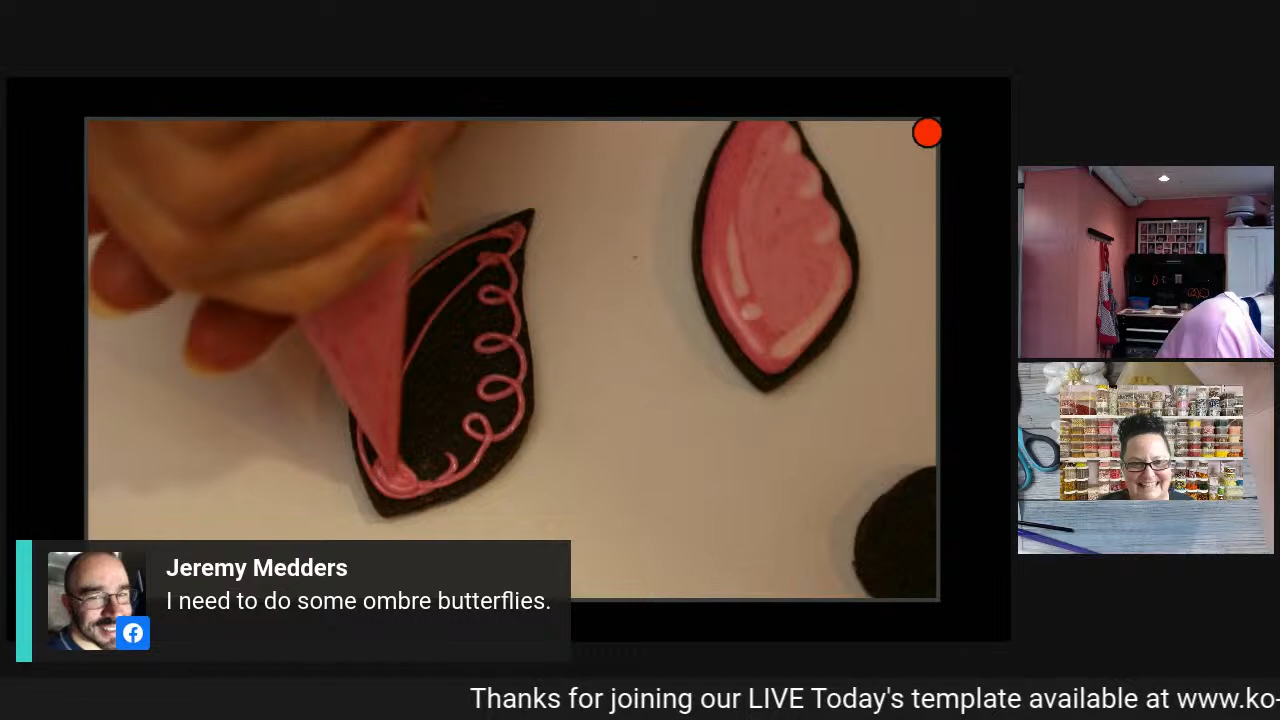 Jeremy Medders
I need to do some ombre butterflies.
Thanks for joining our LIVE Today's template available at www.ko-